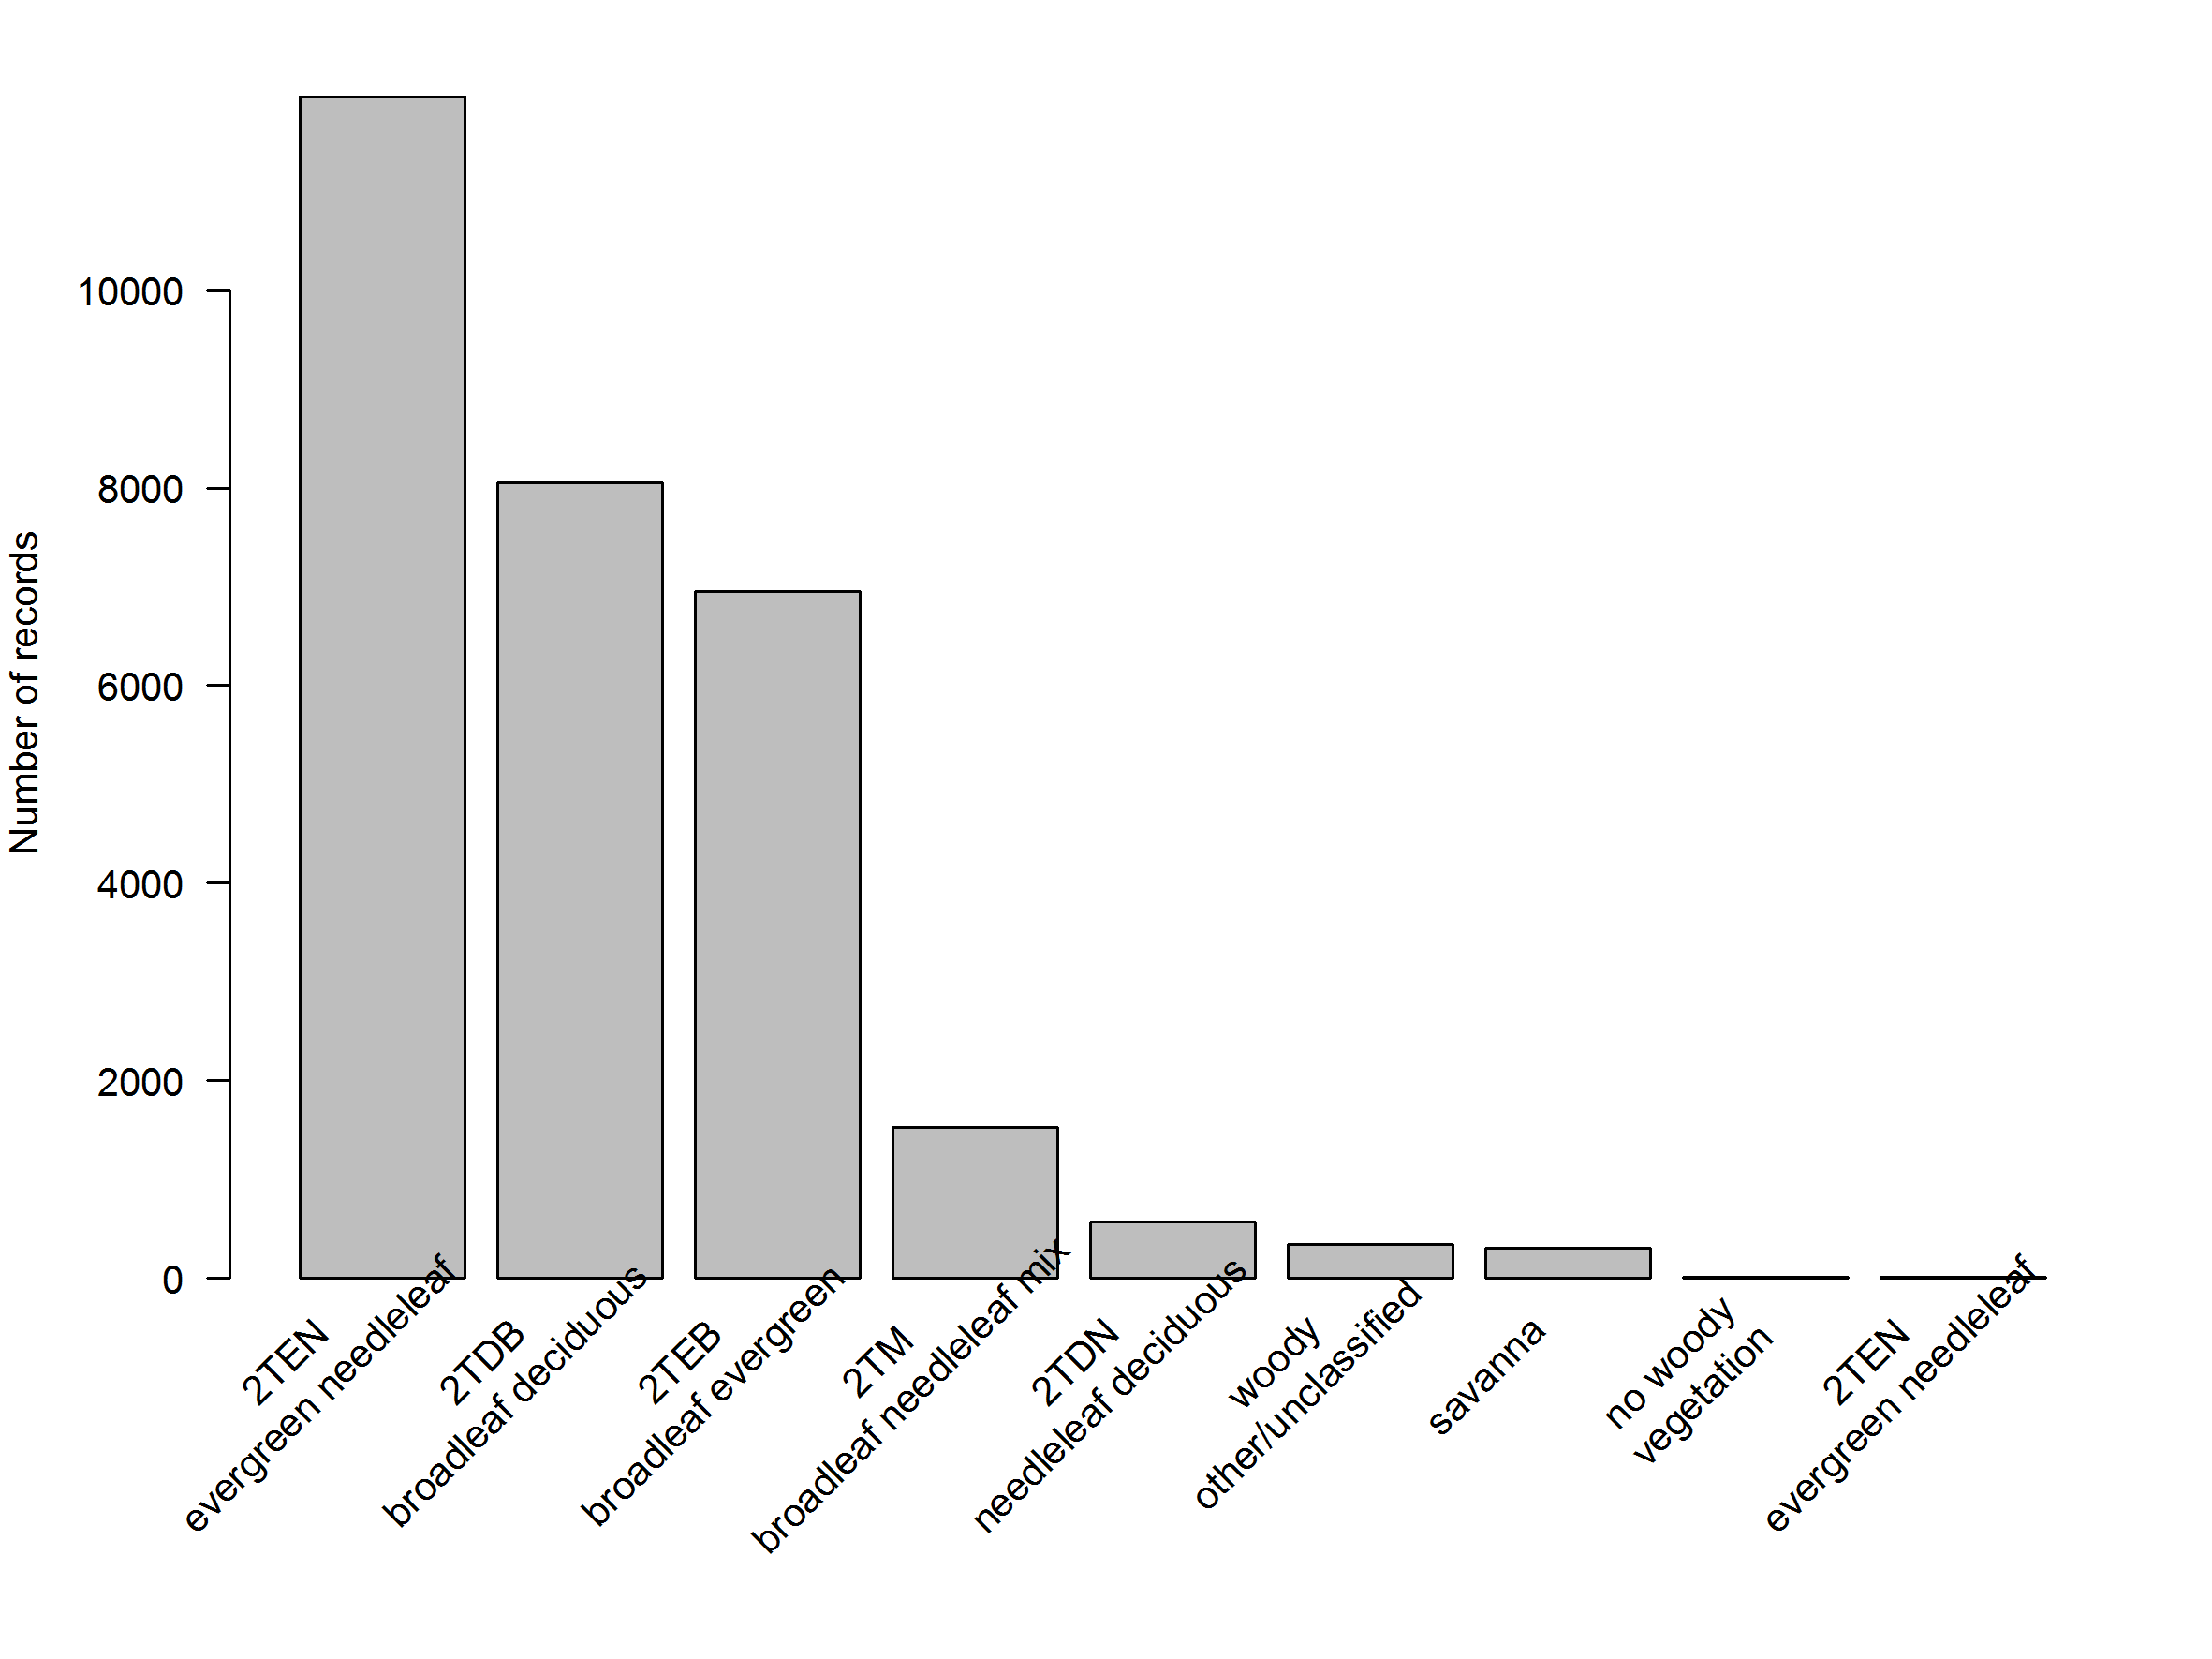 Number of records
10000
8000
6000
4000
2000
0
2TEN
evergreen needleleaf
2TDB
broadleaf deciduous
2TEB
broadleaf evergreen
2TM
broadleaf needleleaf mix
2TDN
needleleaf deciduous
woody
other/unclassified
savanna
no woody
vegetation
2TEN
evergreen needleleaf